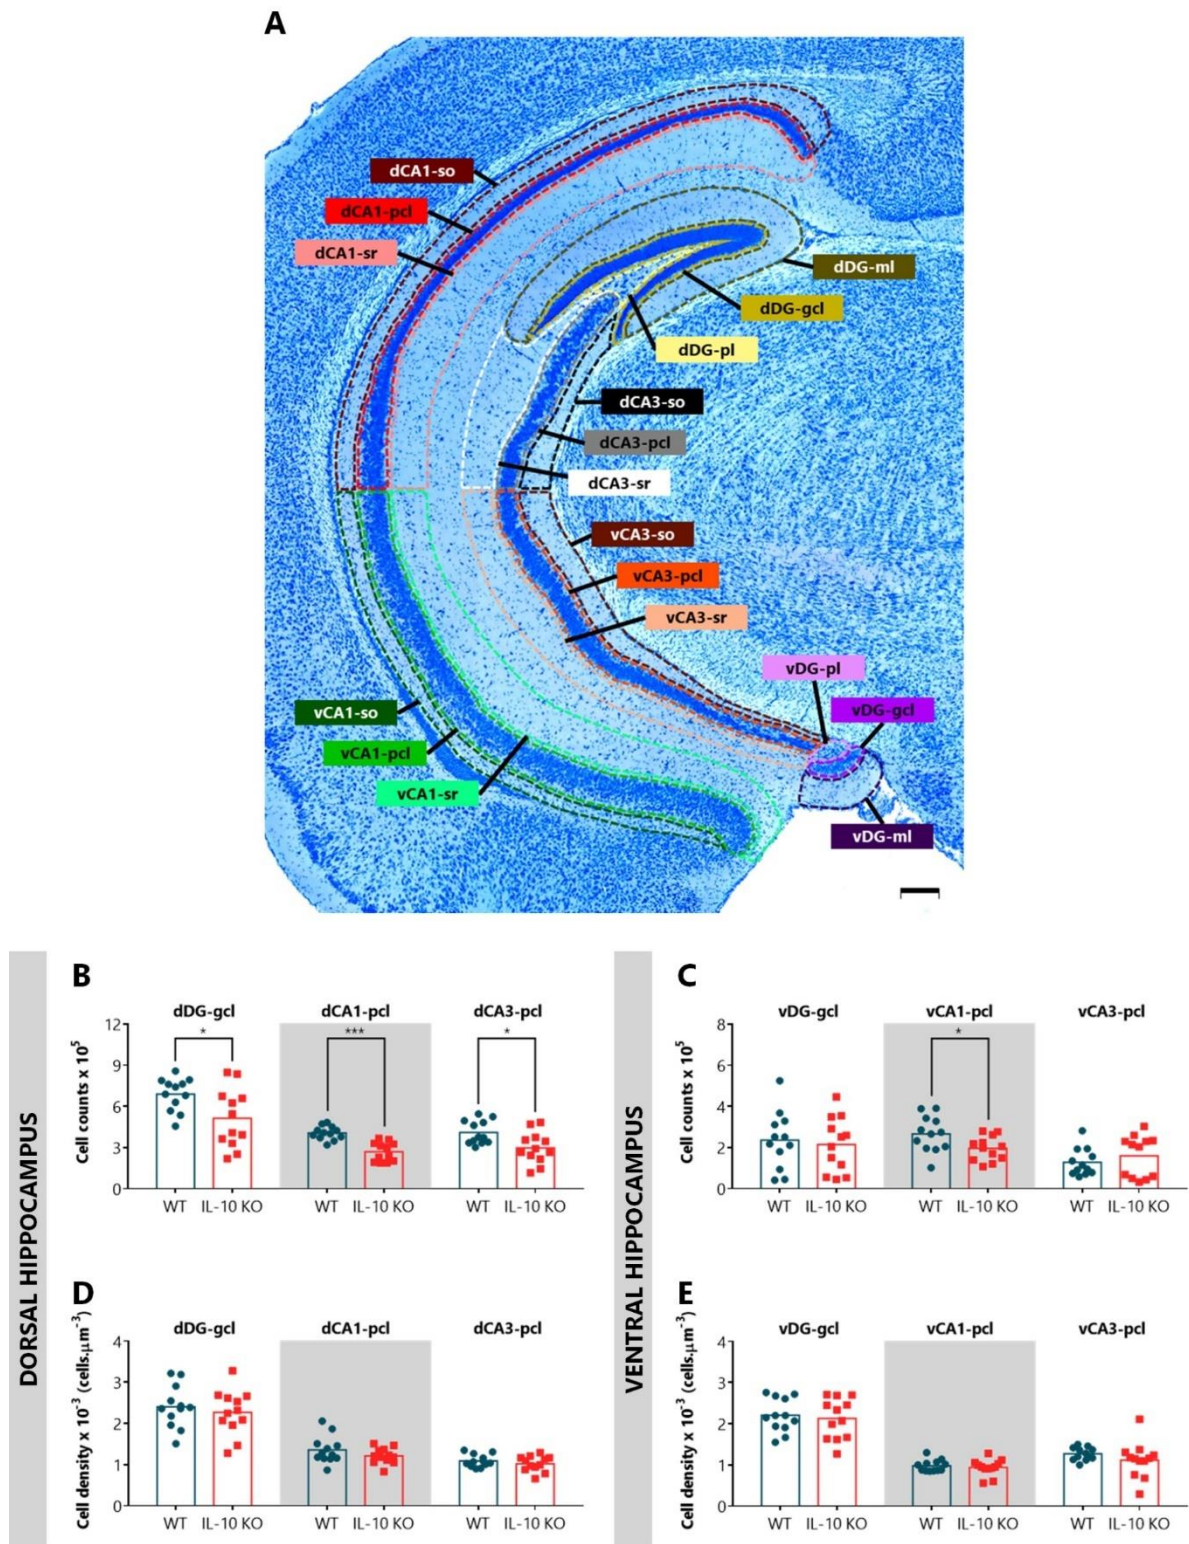 A
dCA1-so
dCA1-pcl
dCA1-sr
dDG-ml
dDG-gcl
dDG-pl
dCA3-so
dCA3-pcl
dCA3-sr
vCA3-so
vCA3-pcl
vCA3-sr
vDG-pl
vDG-gcl
vCA1-so
vCA1-pcl
vCA1-sr
vDG-ml
DORSAL HIPPOCAMPUS
B
dDG-gcl dCA1-pcl dCA3-pcl
Cell counts x 10⁵
12
9
6
3
0
* *** *
WT IL-10 KO WT IL-10 KO WT IL-10 KO
VENTRAL HIPPOCAMPUS
C
vDG-gcl vCA1-pcl vCA3-pcl
Cell counts x 10⁵
8
6
4
2
0
*
WT IL-10 KO WT IL-10 KO WT IL-10 KO
D
dDG-gcl dCA1-pcl dCA3-pcl
Cell density x 10⁻³ (cells.μm⁻³)
4
3
2
1
0
WT IL-10 KO WT IL-10 KO WT IL-10 KO
E
vDG-gcl vCA1-pcl vCA3-pcl
Cell density x 10⁻³ (cells.μm⁻³)
4
3
2
1
0
WT IL-10 KO WT IL-10 KO WT IL-10 KO